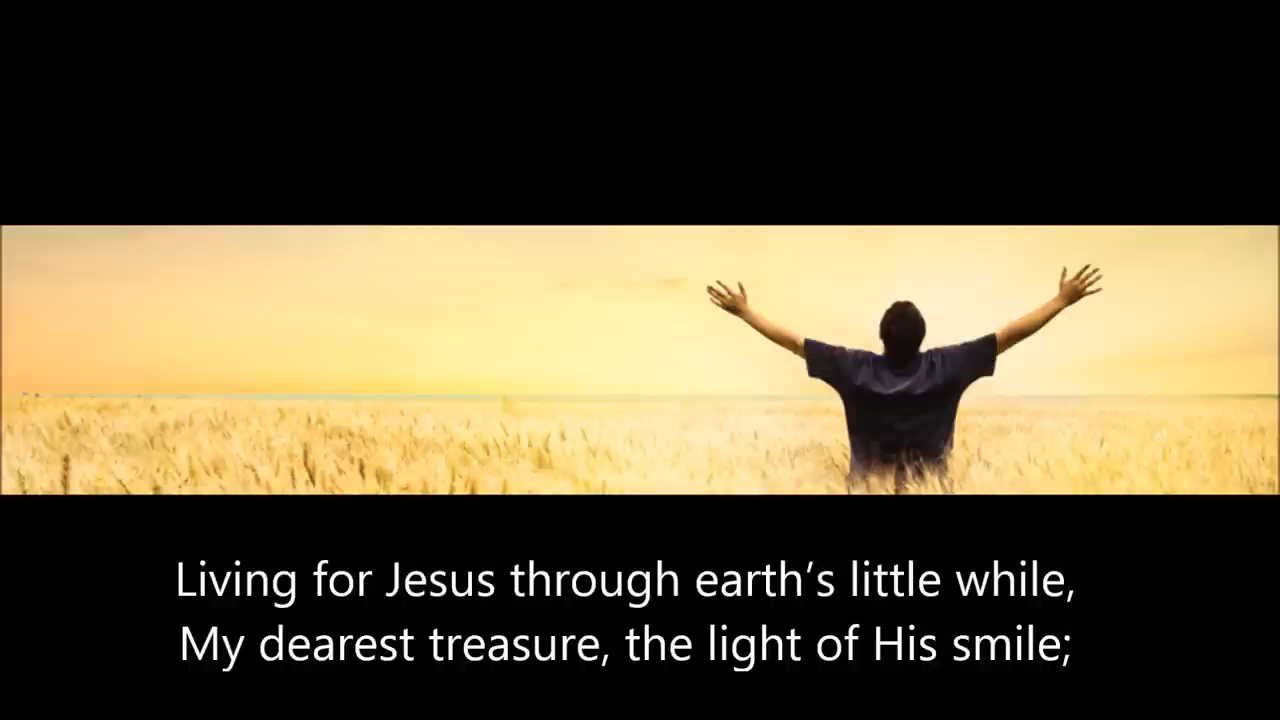 Living for Jesus through earth’s little while,
My dearest treasure, the light of His smile;